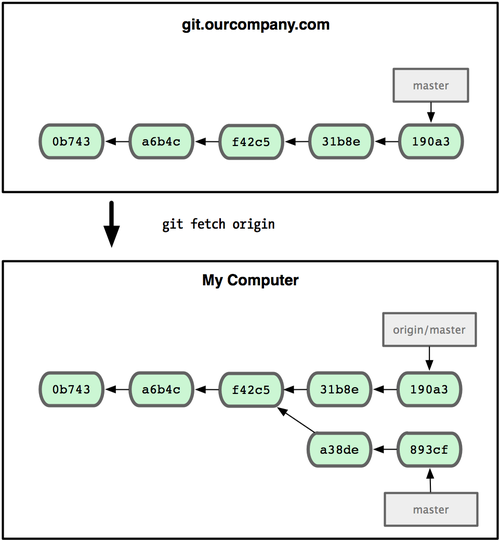 git.ourcompany.com
master
0b743 a6b4c f42c5 31b8e 190a3
git fetch origin
My Computer
origin/master
0b743 a6b4c f42c5 31b8e 190a3
a38de 893cf
master